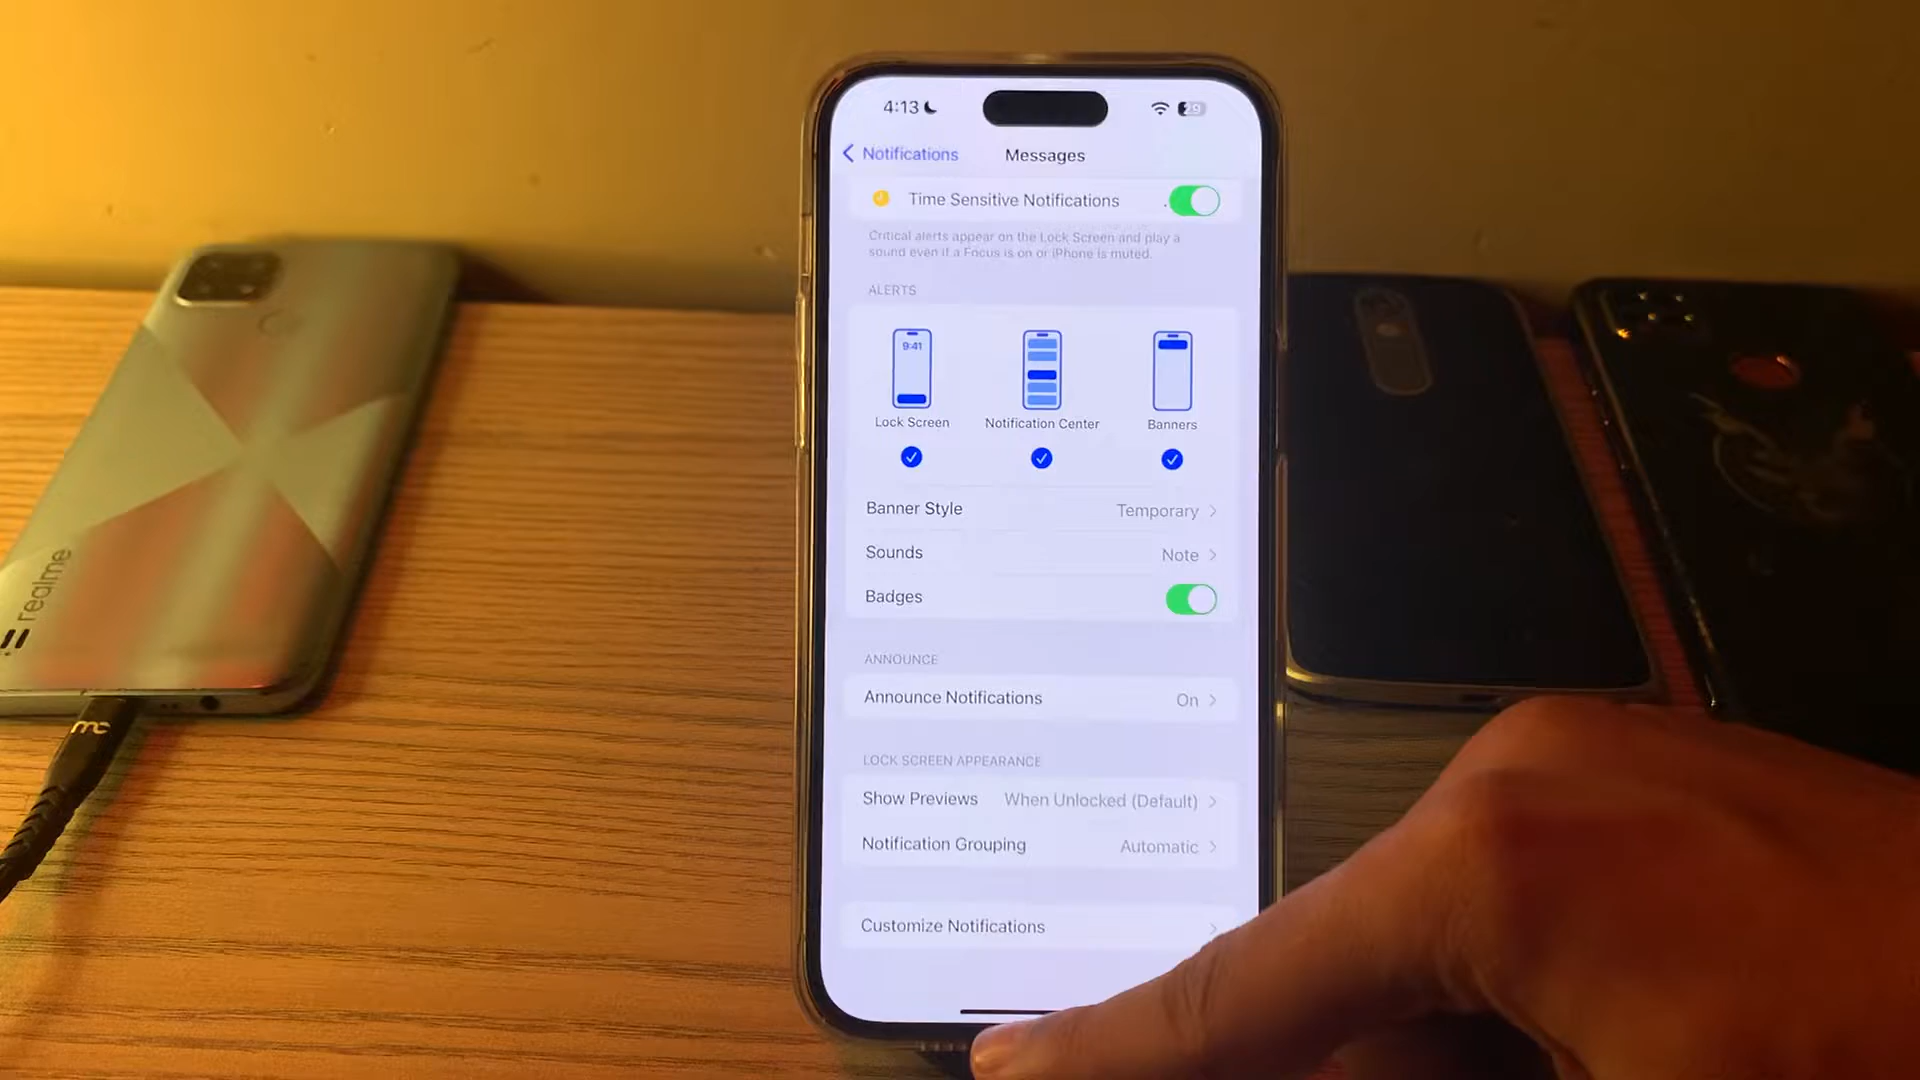 4:13
29
Notifications
Messages
Time Sensitive Notifications
Critical alerts appear on the Lock Screen and play a
sound even if a Focus is on or iPhone is muted.
ALERTS
9:41
Lock Screen
Notification Center
Banners
Banner Style
Temporary
Sounds
Note
Badges
ANNOUNCE
Announce Notifications
On
LOCK SCREEN APPEARANCE
Show Previews
When Unlocked (Default)
Notification Grouping
Automatic
Customize Notifications
realme
mc